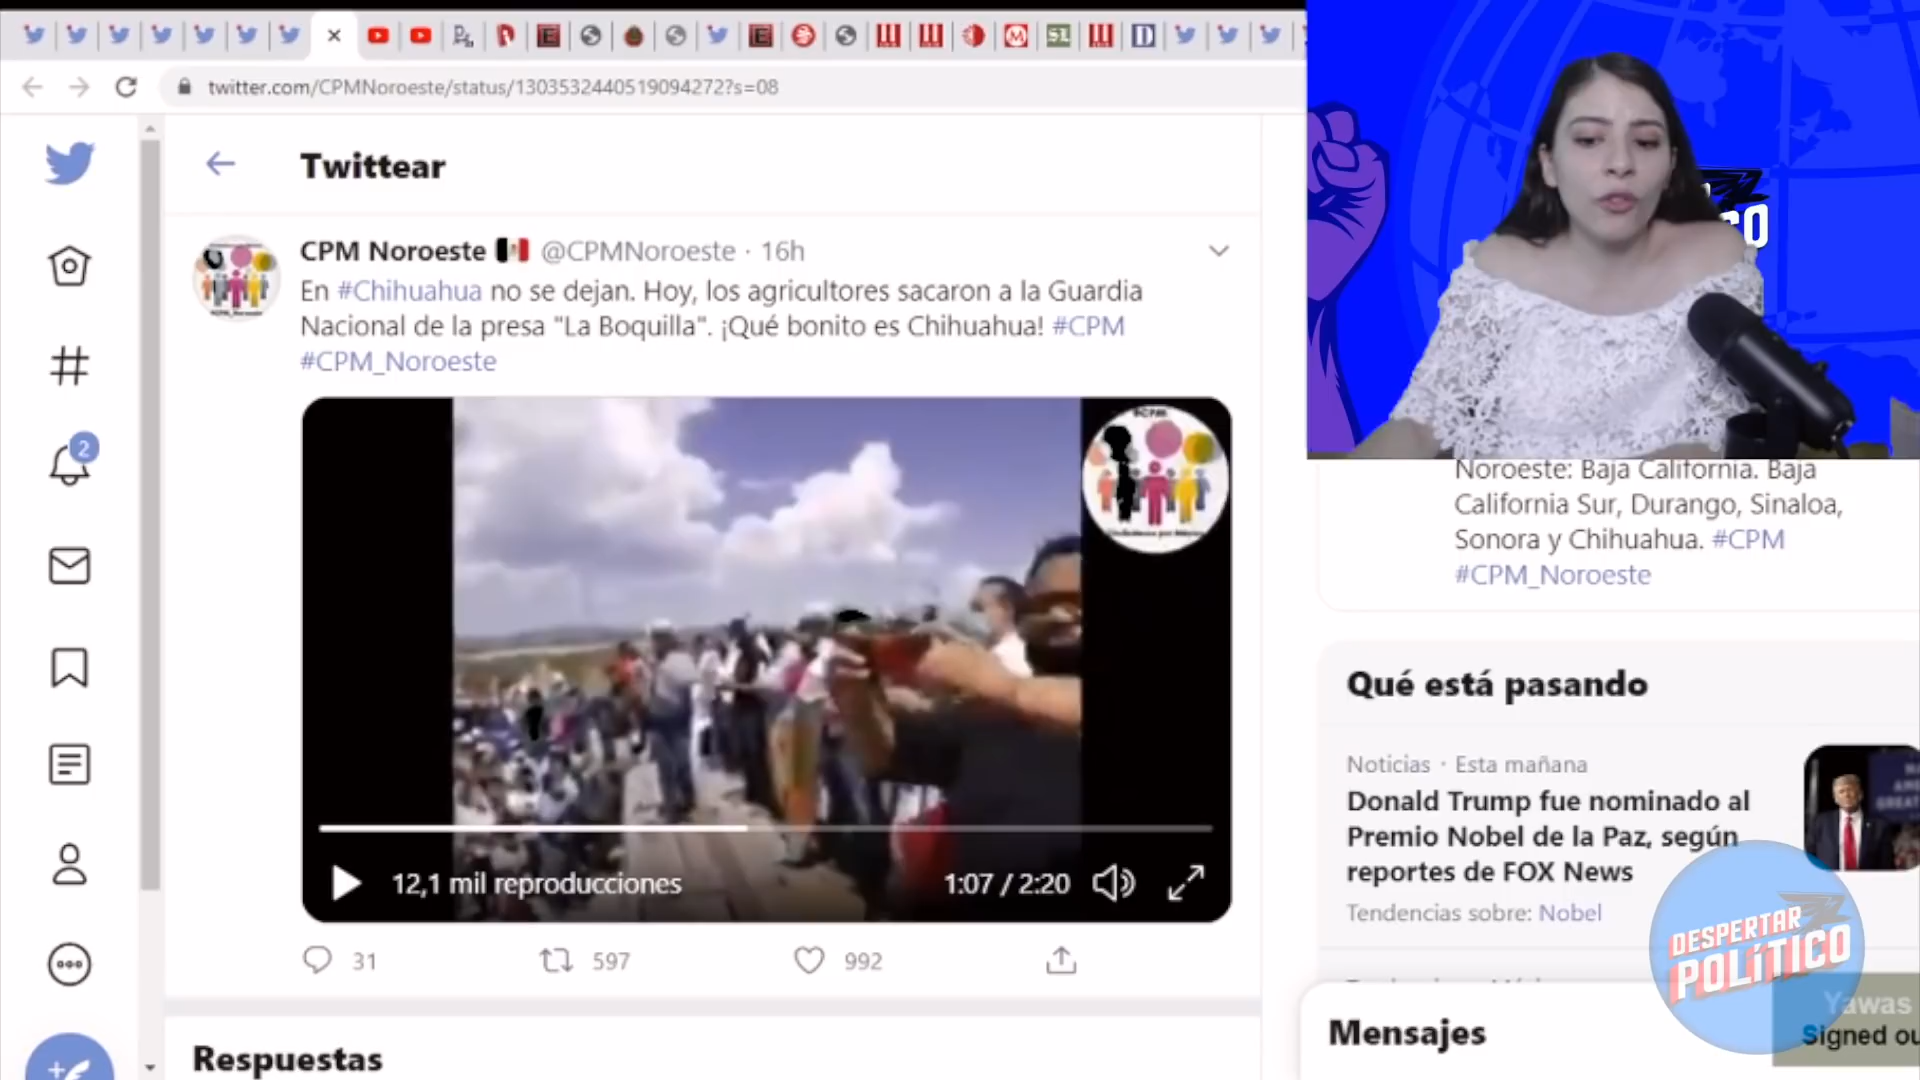 twitter.com/CPMNoroeste/status/1303532440519094272?s=08
Twittear
CPM Noroeste @CPMNoroeste · 16h
En #Chihuahua no se dejan. Hoy, los agricultores sacaron a la Guardia
Nacional de la presa "La Boquilla". ¡Qué bonito es Chihuahua! #CPM
#CPM_Noroeste
2
12,1 mil reproducciones
1:07 / 2:20
31
597
992
Respuestas
Noroeste: Baja California. Baja
California Sur, Durango, Sinaloa,
Sonora y Chihuahua. #CPM
#CPM_Noroeste
Qué está pasando
Noticias · Esta mañana
Donald Trump fue nominado al
Premio Nobel de la Paz, según
reportes de FOX News
Tendencias sobre: Nobel
DESPERTAR
POLÍTICO
Mensajes
Yawas
Signed ou